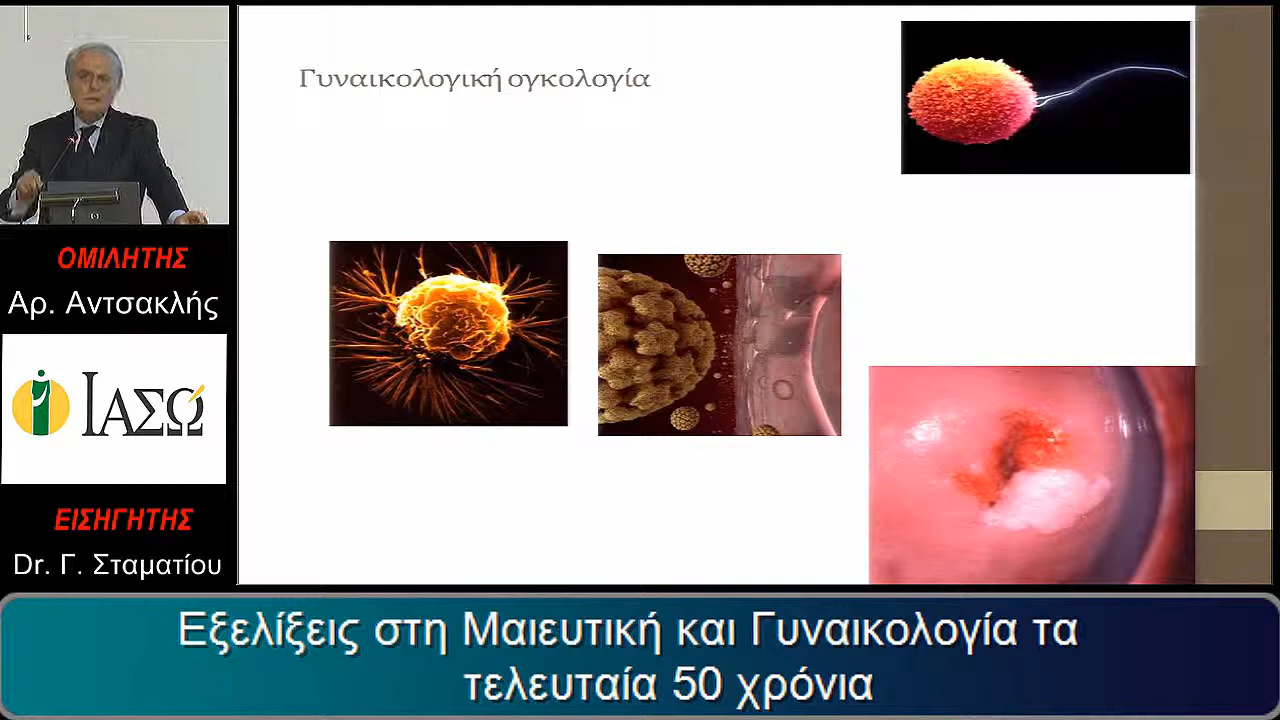 Γυναικολογική ογκολογία
ΟΜΙΛΗΤΗΣ
Αρ. Αντσακλής
ΙΑΣΩ
ΕΙΣΗΓΗΤΗΣ
Dr. Γ. Σταματίου
Εξελίξεις στη Μαιευτική και Γυναικολογία τα
τελευταία 50 χρόνια